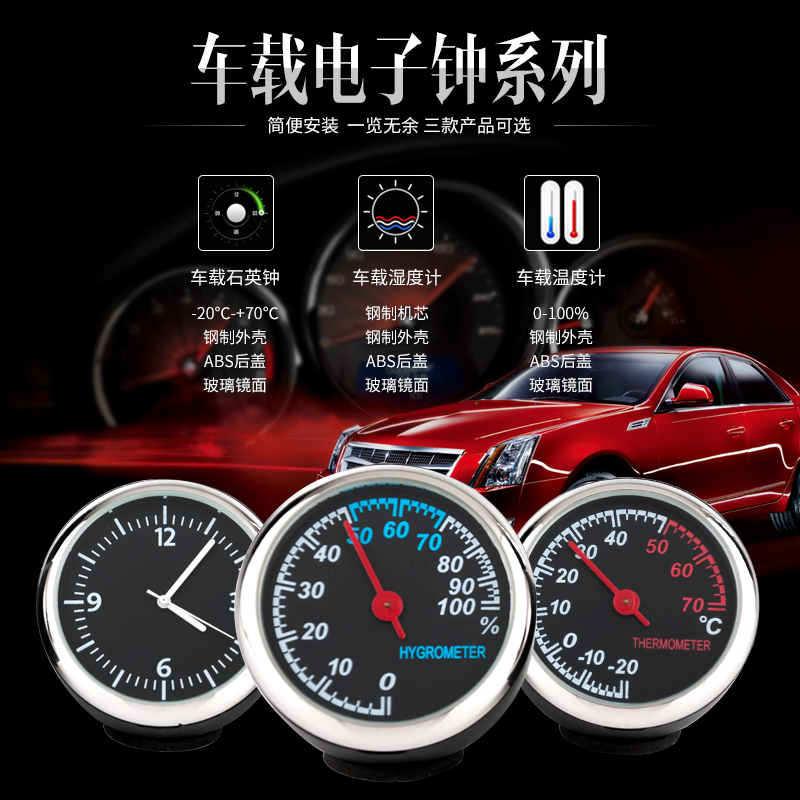 车载电子钟系列
简便安装 一览无余 三款产品可选
12
09 03
06
车载石英钟
车载湿度计
车载温度计
-20℃-+70℃
钢制外壳
ABS后盖
玻璃镜面
钢制机芯
钢制外壳
ABS后盖
玻璃镜面
0-100%
钢制外壳
ABS后盖
玻璃镜面
12
9
3
6
0
10
20
30
40
50
60
70
80
90
100
%
HYGROMETER
-20
-10
0
10
20
30
40
50
60
70
℃
THERMOMETER